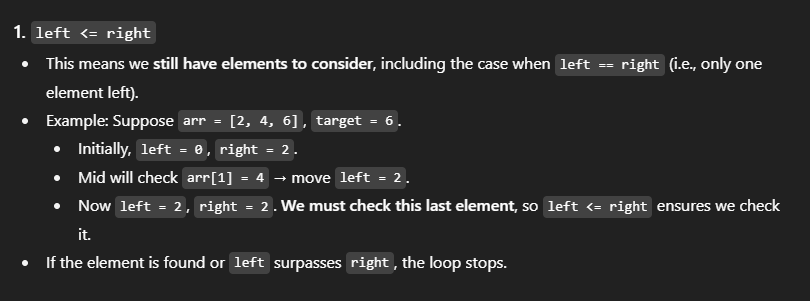 1. left <= right
• This means we still have elements to consider, including the case when left == right (i.e., only one
element left).
• Example: Suppose arr = [2, 4, 6], target = 6.
• Initially, left = 0, right = 2.
• Mid will check arr[1] = 4 → move left = 2.
• Now left = 2, right = 2. We must check this last element, so left <= right ensures we check
it.
• If the element is found or left surpasses right, the loop stops.